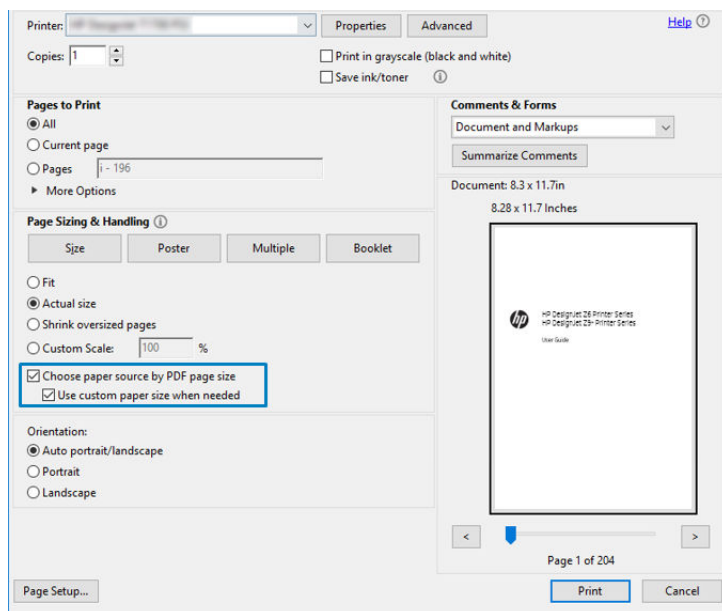 Printer:
Properties
Advanced
Help
Copies: 1
Print in grayscale (black and white)
Save ink/toner
Pages to Print
All
Current page
Pages i - 196
More Options
Page Sizing & Handling
Size Poster Multiple Booklet
Fit
Actual size
Shrink oversized pages
Custom Scale: 100 %
Choose paper source by PDF page size
Use custom paper size when needed
Orientation:
Auto portrait/landscape
Portrait
Landscape
Comments & Forms
Document and Markups
Summarize Comments
Document: 8.3 x 11.7in
8.28 x 11.7 Inches
hp
HP DesignJet Z6 Printer Series
HP DesignJet Z9+ Printer Series
User Guide
< >
Page 1 of 204
Page Setup...
Print
Cancel